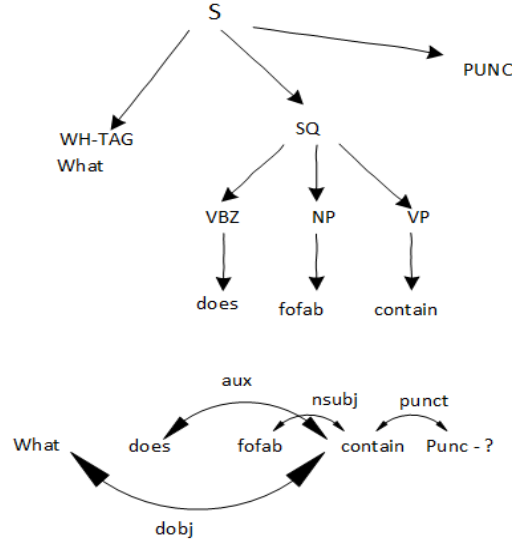 S
PUNC
WH-TAG
What
SQ
VBZ NP VP
does fofab contain
aux
nsubj punct
What does fofab contain Punc - ?
dobj